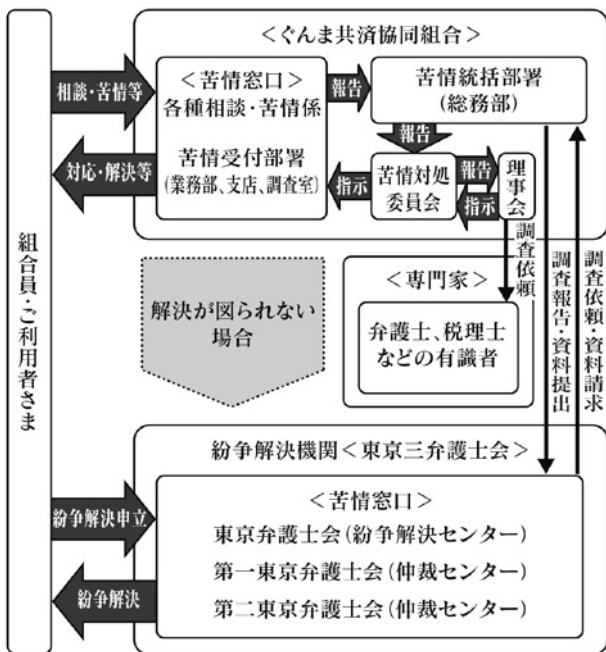 組合員・ご利用者さま
＜ぐんま共済協同組合＞
相談・苦情等
対応・解決等
＜苦情窓口＞
各種相談・苦情係
苦情受付部署
(業務部、支店、調査室)
報告
苦情統括部署
(総務部)
報告
指示
苦情対処
委員会
報告
指示
理事会
調査依頼
＜専門家＞
弁護士、税理士
などの有識者
調査報告・資料提出
調査依頼・資料請求
解決が図られない
場合
紛争解決機関＜東京三弁護士会＞
紛争解決申立
紛争解決
＜苦情窓口＞
東京弁護士会(紛争解決センター)
第一東京弁護士会(仲裁センター)
第二東京弁護士会(仲裁センター)